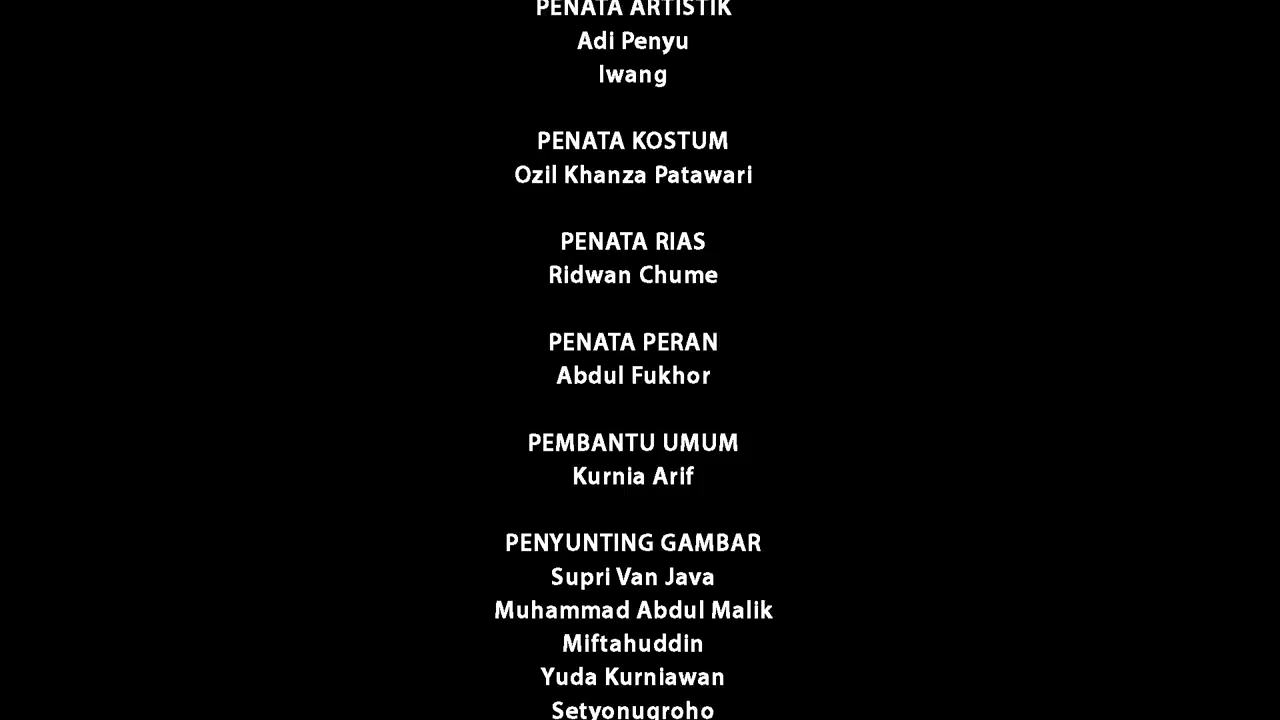 PENATA ARTISTIK
Adi Penyu
Iwang
PENATA KOSTUM
Ozil Khanza Patawari
PENATA RIAS
Ridwan Chume
PENATA PERAN
Abdul Fukhor
PEMBANTU UMUM
Kurnia Arif
PENYUNTING GAMBAR
Supri Van Java
Muhammad Abdul Malik
Miftahuddin
Yuda Kurniawan
Setyonugroho